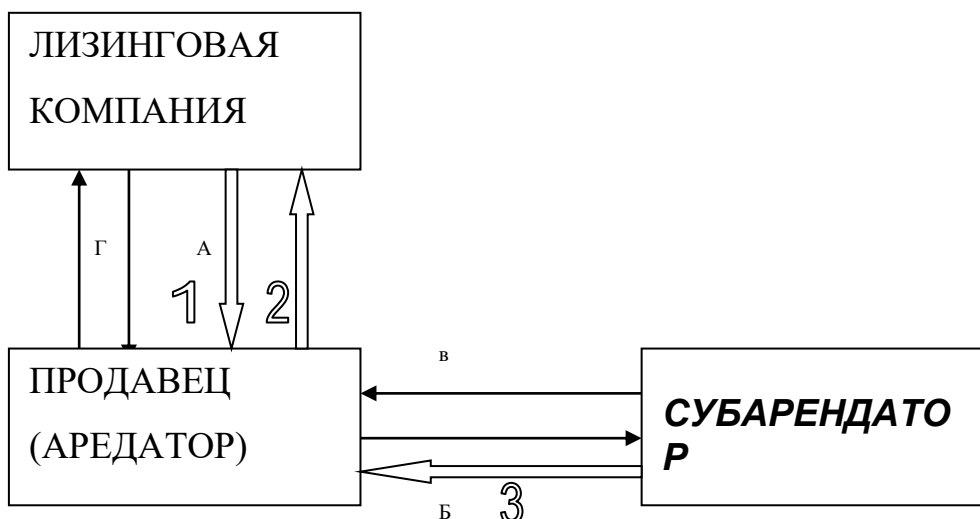 ЛИЗИНГОВАЯ
КОМПАНИЯ
Г
А
1
2
ПРОДАВЕЦ
(АРЕДАТОР)
в
СУБАРЕНДАТО
Р
3
Б